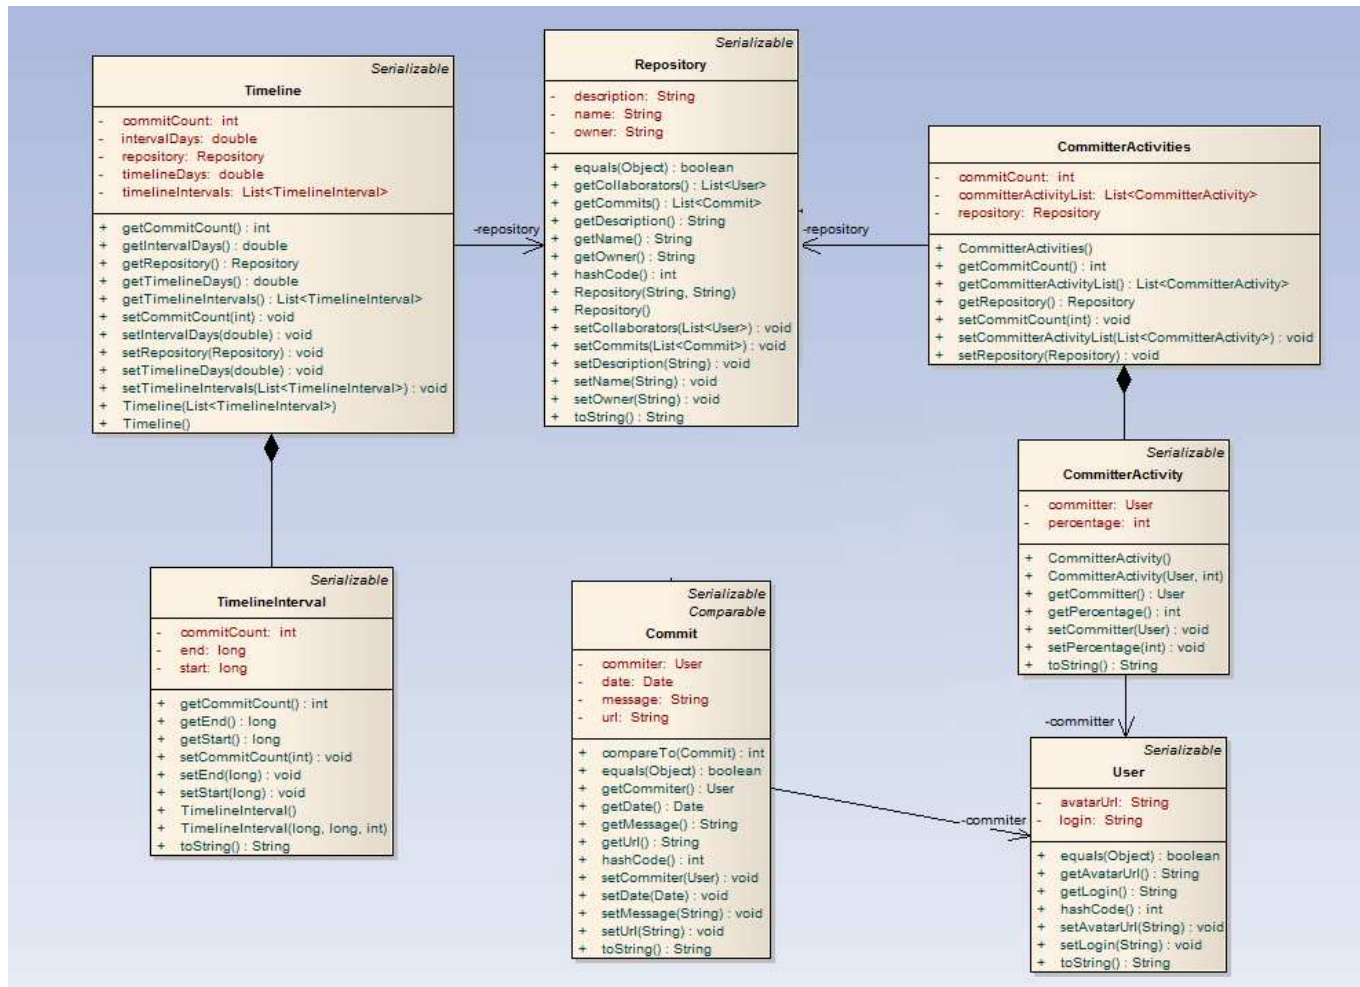 Serializable
Timeline
- commitCount: int
- intervalDays: double
- repository: Repository
- timelineDays: double
- timelineIntervals: List<TimelineInterval>
+ getCommitCount() : int
+ getIntervalDays() : double
+ getRepository() : Repository
+ getTimelineDays() : double
+ getTimelineIntervals() : List<TimelineInterval>
+ setCommitCount(int) : void
+ setIntervalDays(double) : void
+ setRepository(Repository) : void
+ setTimelineDays(double) : void
+ setTimelineIntervals(List<TimelineInterval>) : void
+ Timeline(List<TimelineInterval>)
+ Timeline()
-repository
Serializable
Repository
- description: String
- name: String
- owner: String
+ equals(Object) : boolean
+ getCollaborators() : List<User>
+ getCommits() : List<Commit>
+ getDescription() : String
+ getName() : String
+ getOwner() : String
+ hashCode() : int
+ Repository(String, String)
+ Repository()
+ setCollaborators(List<User>) : void
+ setCommits(List<Commit>) : void
+ setDescription(String) : void
+ setName(String) : void
+ setOwner(String) : void
+ toString() : String
-repository
CommitterActivities
- commitCount: int
- committerActivityList: List<CommitterActivity>
- repository: Repository
+ CommitterActivities()
+ getCommitCount() : int
+ getCommitterActivityList() : List<CommitterActivity>
+ getRepository() : Repository
+ setCommitCount(int) : void
+ setCommitterActivityList(List<CommitterActivity>) : void
+ setRepository(Repository) : void
Serializable
TimelineInterval
- commitCount: int
- end: long
- start: long
+ getCommitCount() : int
+ getEnd() : long
+ getStart() : long
+ setCommitCount(int) : void
+ setEnd(long) : void
+ setStart(long) : void
+ TimelineInterval()
+ TimelineInterval(long, long, int)
+ toString() : String
Serializable
Comparable
Commit
- commiter: User
- date: Date
- message: String
- url: String
+ compareTo(Commit) : int
+ equals(Object) : boolean
+ getCommiter() : User
+ getDate() : Date
+ getMessage() : String
+ getUrl() : String
+ hashCode() : int
+ setCommiter(User) : void
+ setDate(Date) : void
+ setMessage(String) : void
+ setUrl(String) : void
+ toString() : String
-commiter
Serializable
CommitterActivity
- committer: User
- percentage: int
+ CommitterActivity()
+ CommitterActivity(User, int)
+ getCommitter() : User
+ getPercentage() : int
+ setCommitter(User) : void
+ setPercentage(int) : void
+ toString() : String
-committer
Serializable
User
- avatarUrl: String
- login: String
+ equals(Object) : boolean
+ getAvatarUrl() : String
+ getLogin() : String
+ hashCode() : int
+ setAvatarUrl(String) : void
+ setLogin(String) : void
+ toString() : String